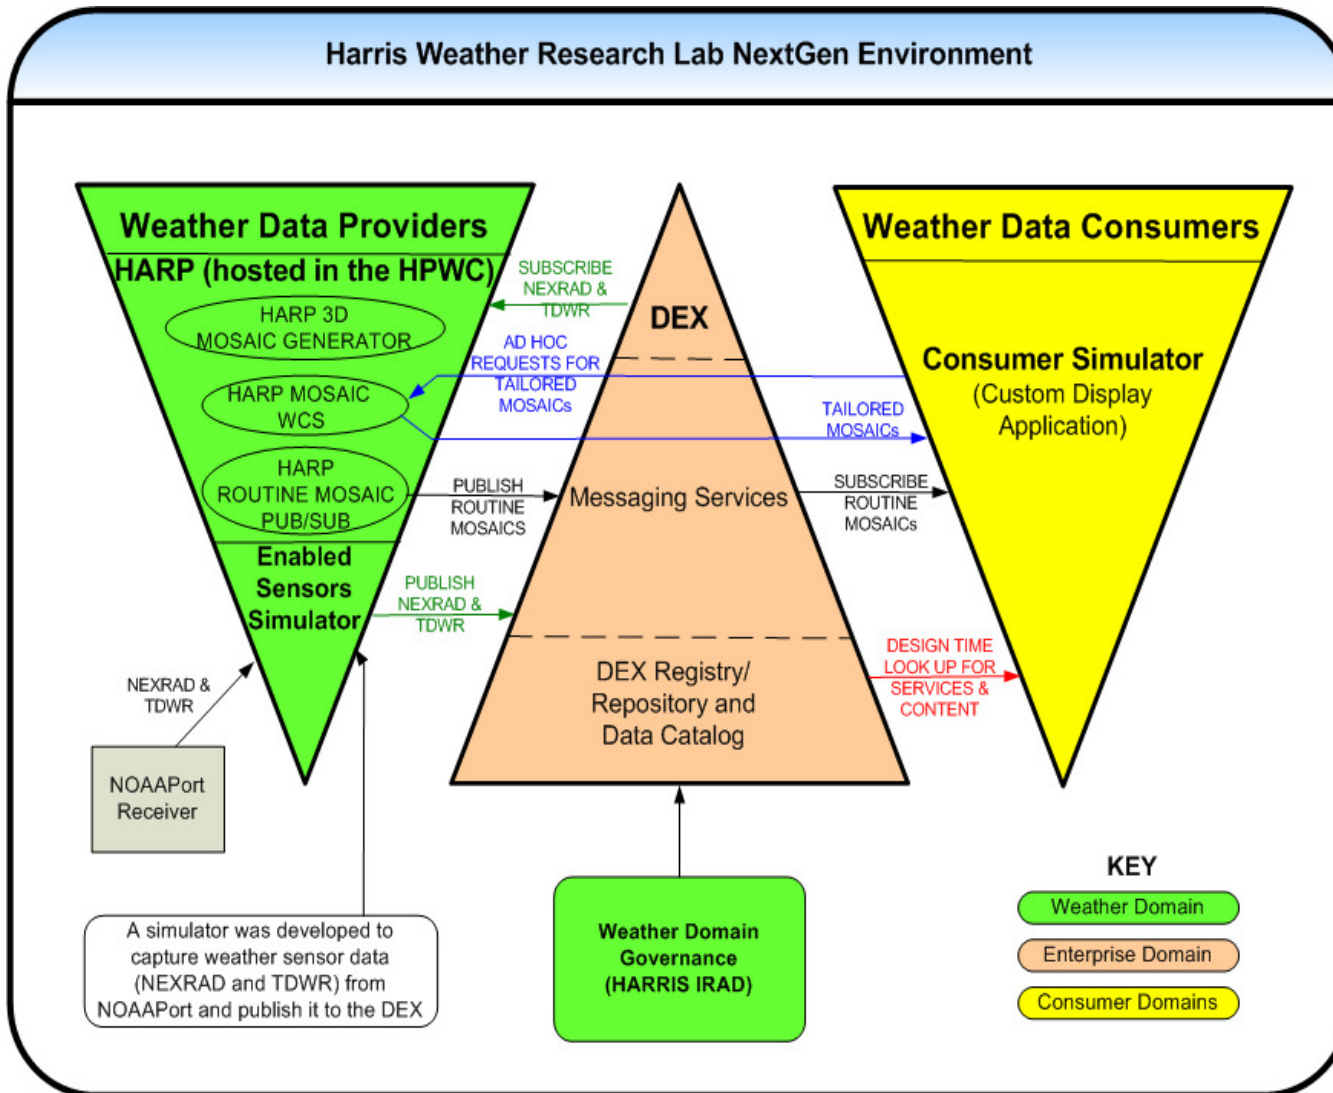 Harris Weather Research Lab NextGen Environment
Weather Data Providers
HARP (hosted in the HPWC)
HARP 3D
MOSAIC GENERATOR
HARP MOSAIC
WCS
HARP
ROUTINE MOSAIC
PUB/SUB
Enabled
Sensors
Simulator
SUBSCRIBE
NEXRAD &
TDWR
AD HOC
REQUESTS FOR
TAILORED
MOSAICs
PUBLISH
ROUTINE
MOSAICS
PUBLISH
NEXRAD &
TDWR
DEX
Messaging Services
DEX Registry/
Repository and
Data Catalog
TAILORED
MOSAICs
SUBSCRIBE
ROUTINE
MOSAICs
DESIGN TIME
LOOK UP FOR
SERVICES &
CONTENT
Weather Data Consumers
Consumer Simulator
(Custom Display
Application)
NEXRAD &
TDWR
NOAAPort
Receiver
A simulator was developed to
capture weather sensor data
(NEXRAD and TDWR) from
NOAAPort and publish it to the DEX
Weather Domain
Governance
(HARRIS IRAD)
KEY
Weather Domain
Enterprise Domain
Consumer Domains